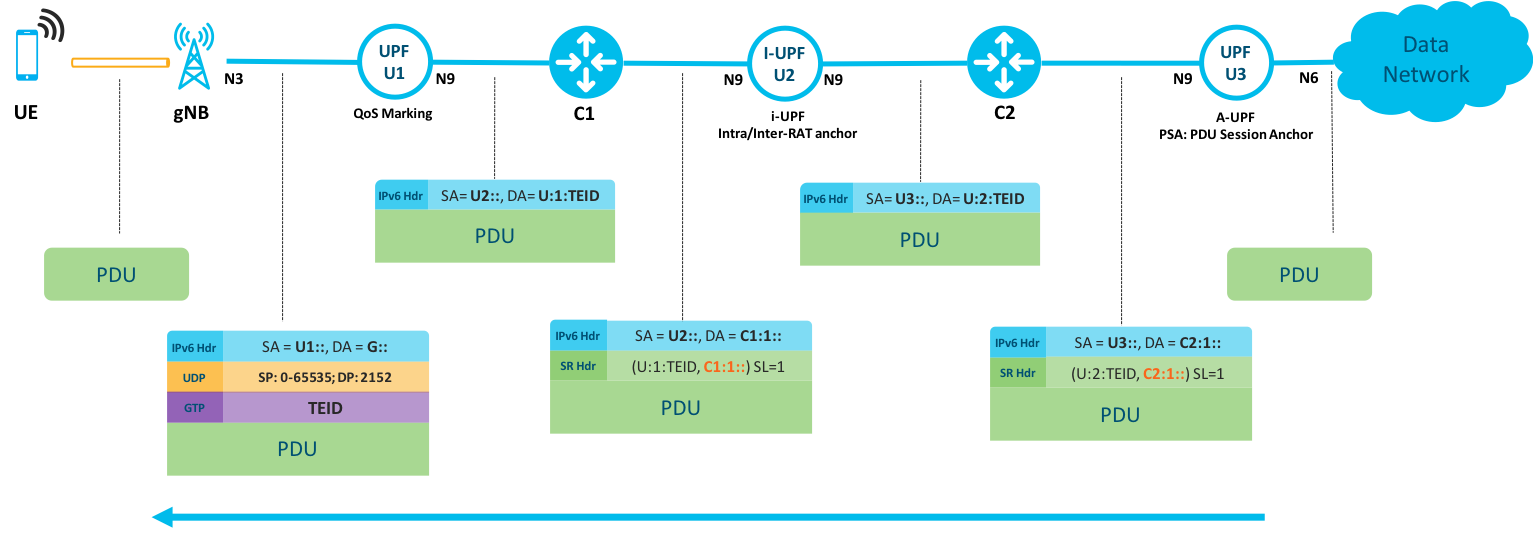 UPF
U1
I-UPF
U2
UPF
U3
Data
Network
N3
N9
N9
N9
N9
N6
UE
gNB
QoS Marking
C1
i-UPF
Intra/Inter-RAT anchor
C2
A-UPF
PSA: PDU Session Anchor
IPv6 Hdr
SA= U2::, DA= U:1:TEID
PDU
IPv6 Hdr
SA= U3::, DA= U:2:TEID
PDU
PDU
PDU
IPv6 Hdr
SA = U1::, DA = G::
UDP
SP: 0-65535; DP: 2152
GTP
TEID
PDU
IPv6 Hdr
SA = U2::, DA = C1:1::
SR Hdr
(U:1:TEID, C1:1::) SL=1
PDU
IPv6 Hdr
SA = U3::, DA = C2:1::
SR Hdr
(U:2:TEID, C2:1::) SL=1
PDU